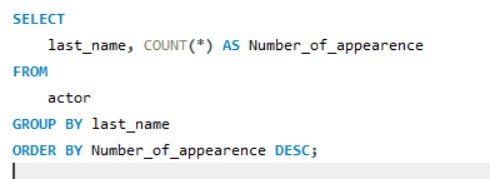 SELECT
last_name, COUNT(*) AS Number_of_appearence
FROM
actor
GROUP BY last_name
ORDER BY Number_of_appearence DESC;